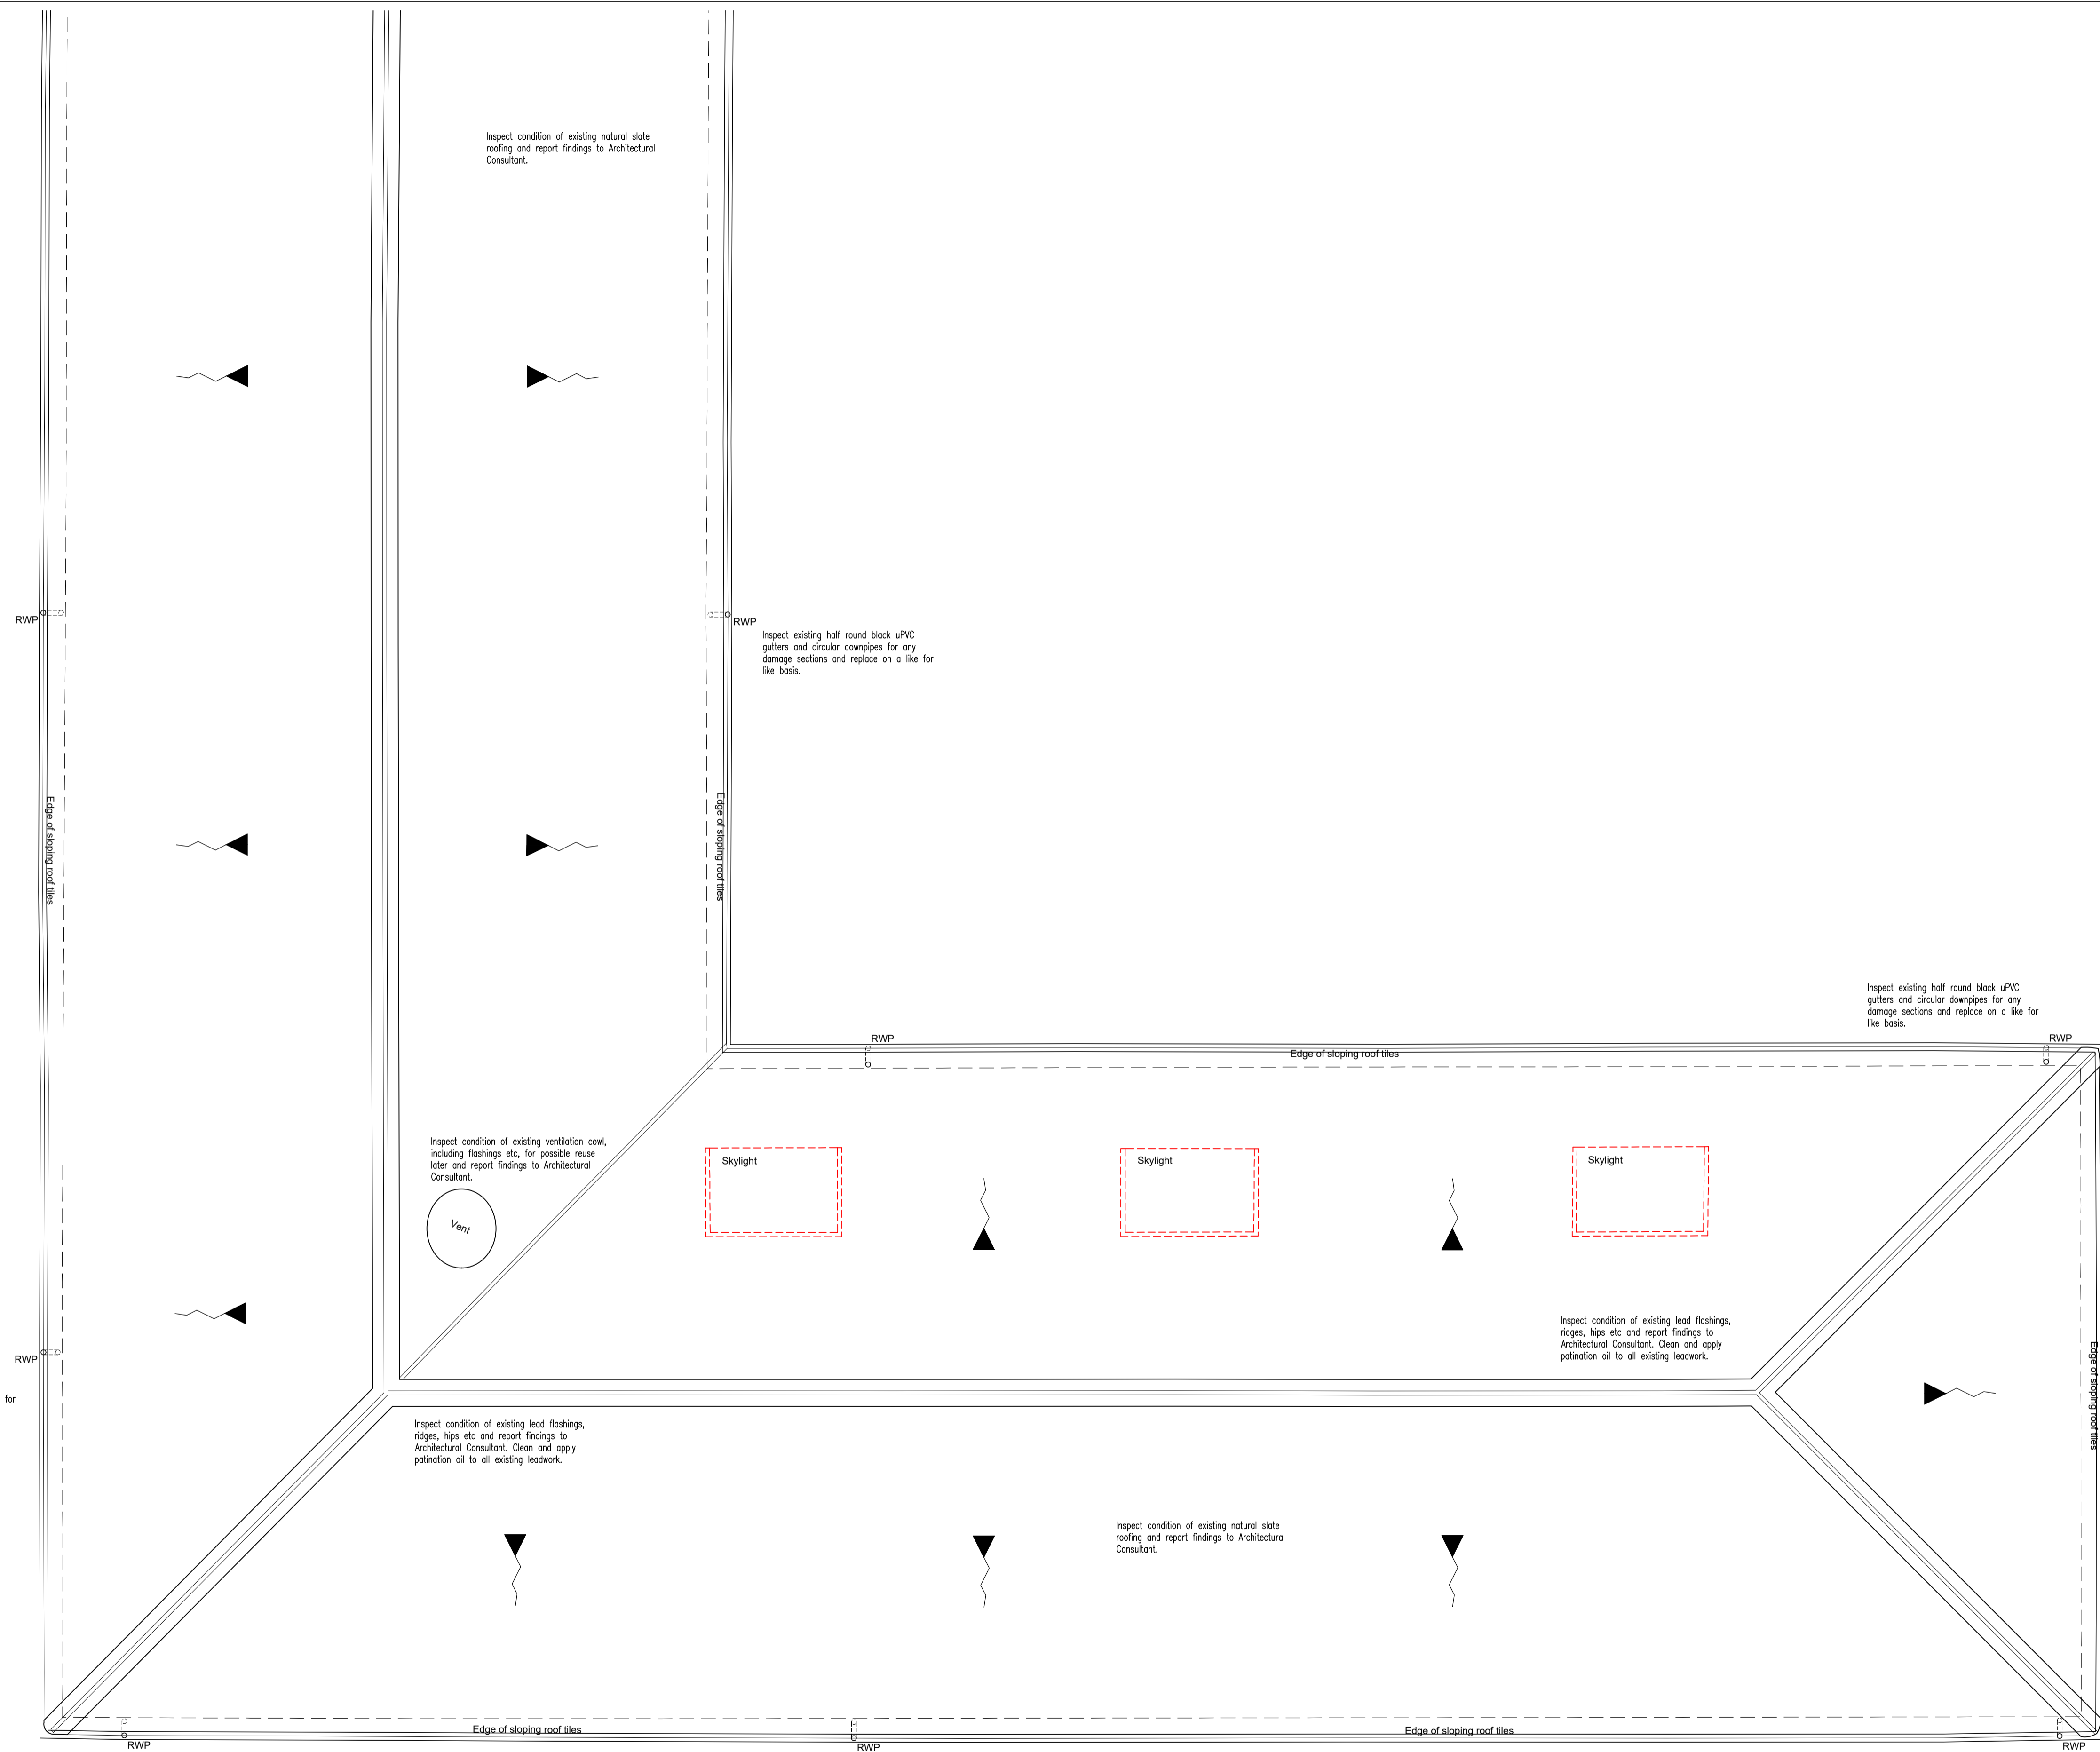 Inspect condition of existing natural slate
roofing and report findings to Architectural
Consultant.
RWP
RWP
Inspect existing half round black uPVC
gutters and circular downpipes for any
damage sections and replace on a like for
like basis.
Edge of sloping roof tiles
Edge of sloping roof tiles
Inspect existing half round black uPVC
gutters and circular downpipes for any
damage sections and replace on a like for
like basis.
RWP
RWP
Edge of sloping roof tiles
Inspect condition of existing ventilation cowl,
including flashings etc, for possible reuse
later and report findings to Architectural
Consultant.
Vent
Skylight
Skylight
Skylight
Inspect condition of existing lead flashings,
ridges, hips etc and report findings to
Architectural Consultant. Clean and apply
patination oil to all existing leadwork.
RWP
Edge of sloping roof tiles
for
Inspect condition of existing lead flashings,
ridges, hips etc and report findings to
Architectural Consultant. Clean and apply
patination oil to all existing leadwork.
Inspect condition of existing natural slate
roofing and report findings to Architectural
Consultant.
Edge of sloping roof tiles
Edge of sloping roof tiles
RWP
RWP
RWP